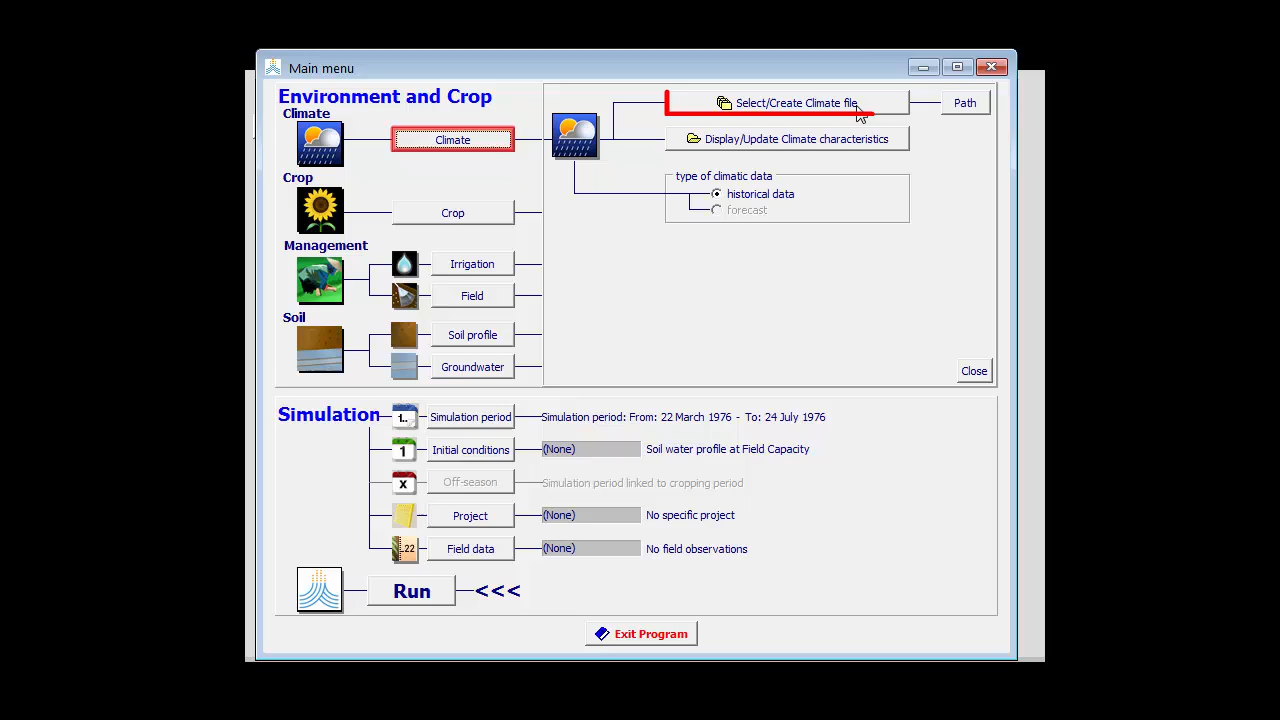 Main menu
Environment and Crop
Climate
Climate
Crop
Crop
Management
Irrigation
Field
Soil
Soil profile
Groundwater
Select/Create Climate file
Path
Display/Update Climate characteristics
type of climatic data
historical data
forecast
Close
Simulation
1..
Simulation period
Simulation period: From: 22 March 1976 - To: 24 July 1976
1
Initial conditions
(None)
Soil water profile at Field Capacity
x
Off-season
Simulation period linked to cropping period
Project
(None)
No specific project
.22
Field data
(None)
No field observations
Run
<<<
Exit Program